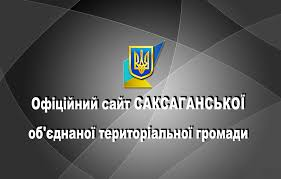 Офіційний сайт САКСАГАНСЬКОЇ
об'єднаної територіальної громади